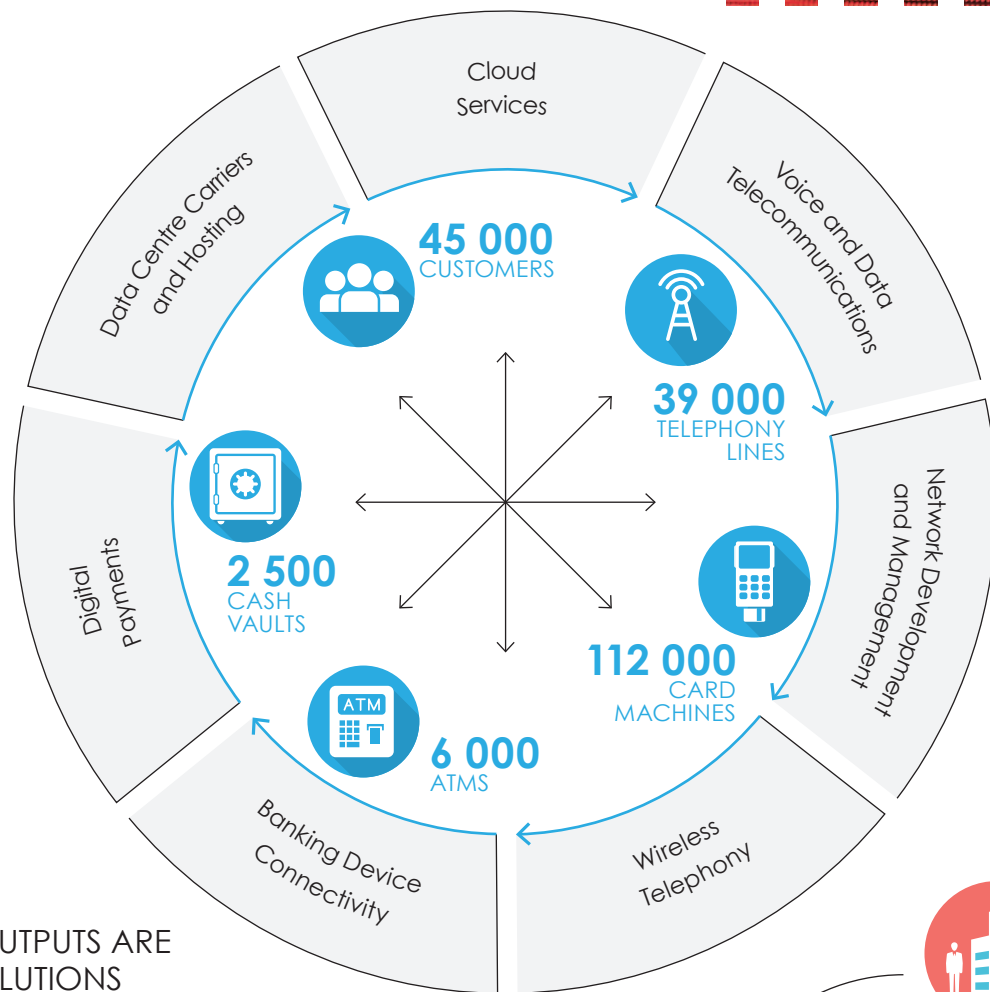 Cloud
Services
Voice and Data
Telecommunications
Network Development
and Management
Wireless
Telephony
Banking Device
Connectivity
Digital
Payments
Data Centre Carriers
and Hosting
45 000
CUSTOMERS
39 000
TELEPHONY
LINES
112 000
CARD
MACHINES
ATM
6 000
ATMS
2 500
CASH
VAULTS
UTPUTS ARE
LUTIONS